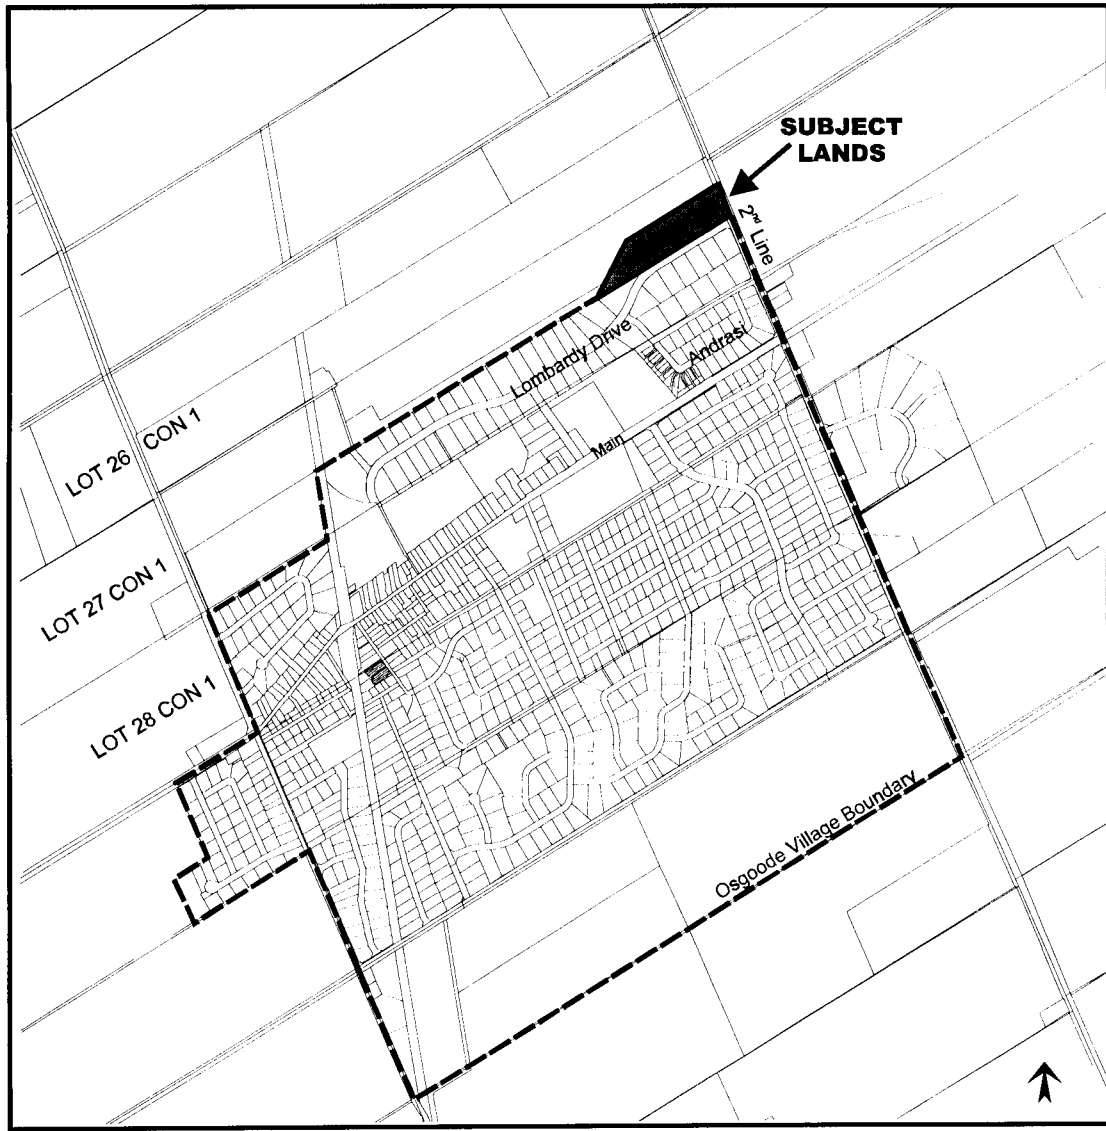 SUBJECT
LANDS
2nd Line
Lombardy Drive
Andrasi
Main
LOT 26 CON 1
LOT 27 CON 1
LOT 28 CON 1
Osgoode Village Boundary